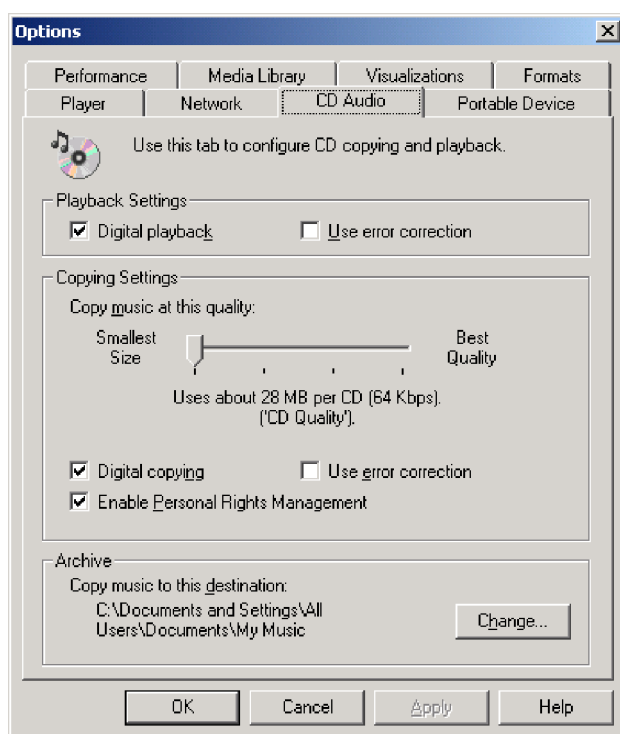 Options
Performance Media Library Visualizations Formats
Player Network CD Audio Portable Device
Use this tab to configure CD copying and playback.
Playback Settings
Digital playback Use error correction
Copying Settings
Copy music at this quality:
Smallest Best
Size Quality
Uses about 28 MB per CD (64 Kbps).
('CD Quality').
Digital copying Use error correction
Enable Personal Rights Management
Archive
Copy music to this destination:
C:\Documents and Settings\All
Users\Documents\My Music
Change...
OK Cancel Apply Help